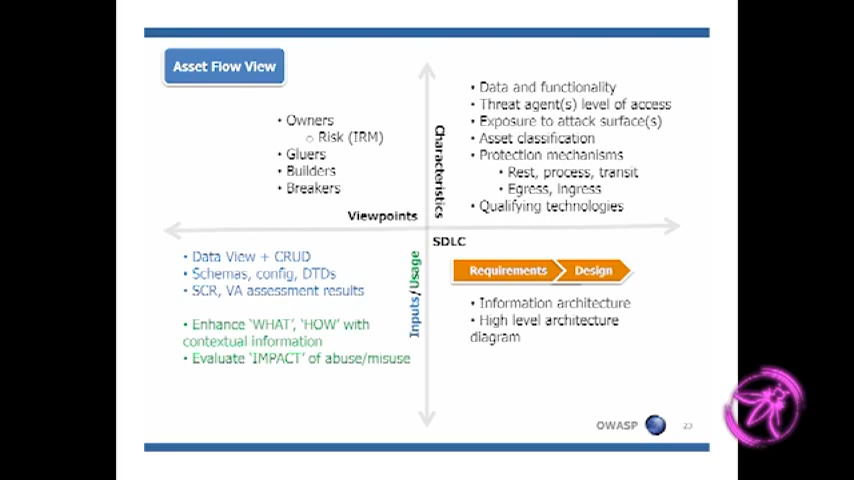 Asset Flow View
• Owners
○ Risk (IRM)
• Gluers
• Builders
• Breakers
Viewpoints
Characteristics
• Data and functionality
• Threat agent(s) level of access
• Exposure to attack surface(s)
• Asset classification
• Protection mechanisms
• Rest, process, transit
• Egress, Ingress
• Qualifying technologies
• Data View + CRUD
• Schemas, config, DTDs
• SCR, VA assessment results
• Enhance 'WHAT', 'HOW' with
contextual information
• Evaluate 'IMPACT' of abuse/misuse
Inputs/Usage
SDLC
Requirements
Design
• Information architecture
• High level architecture
diagram
OWASP